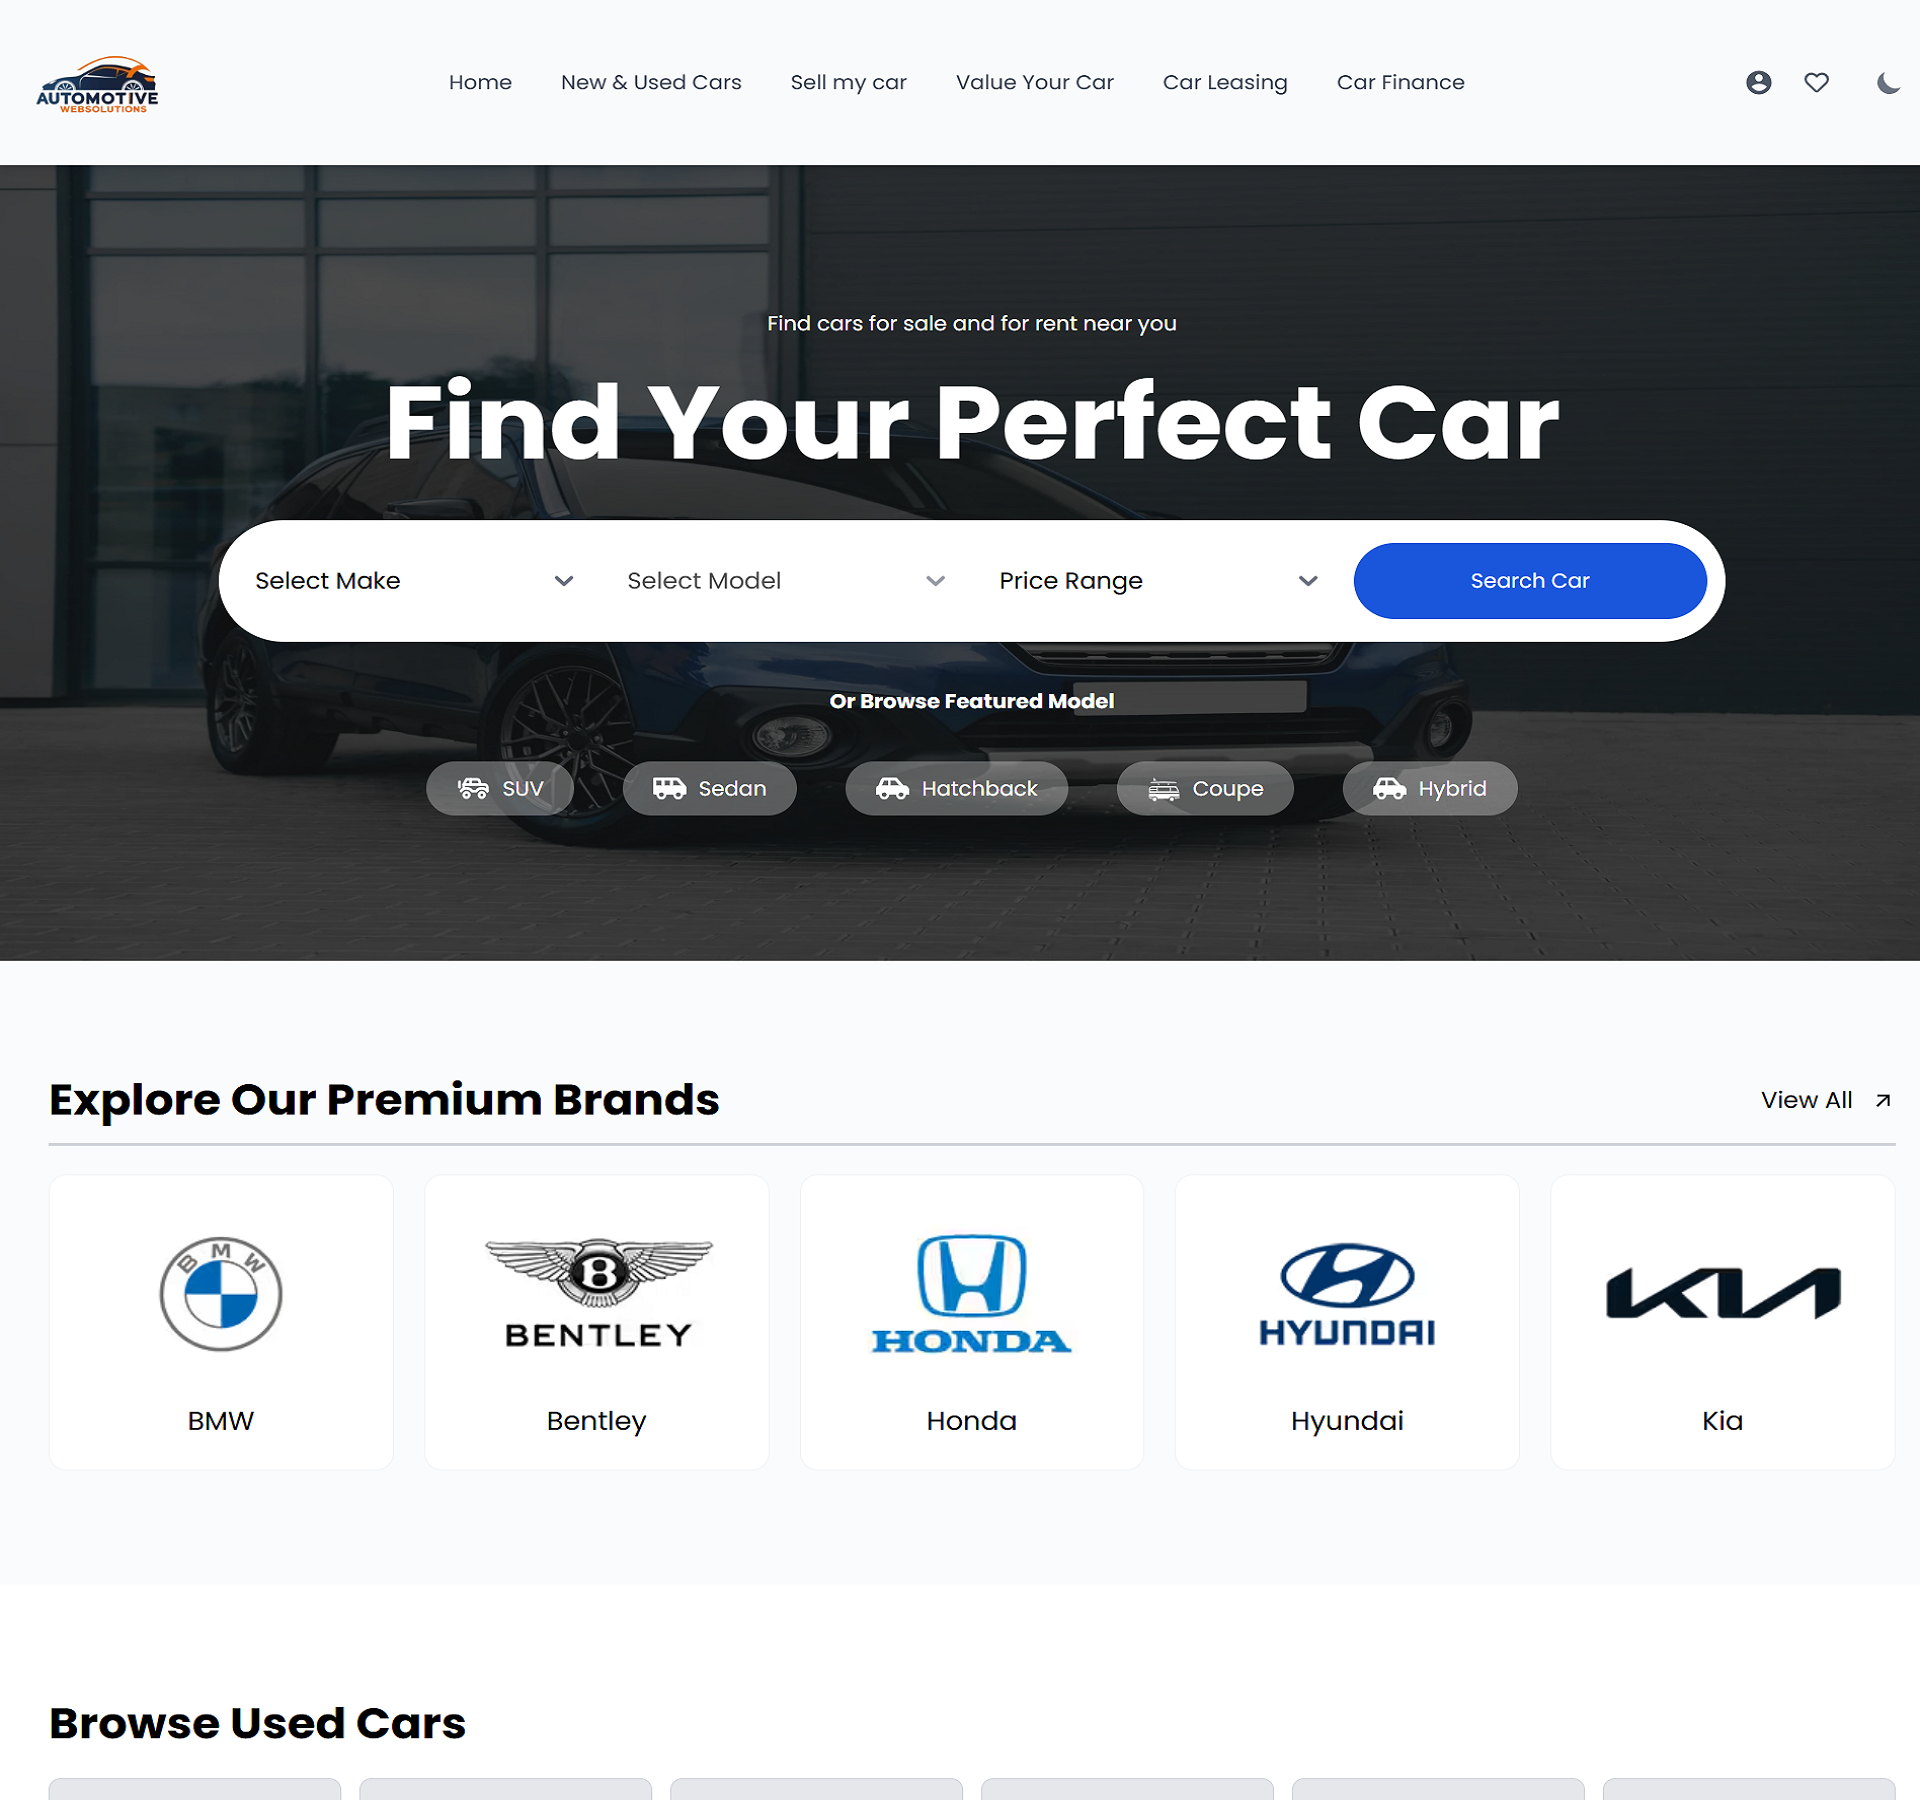 AUTOMOTIVE
WEBSOLUTIONS
Home New & Used Cars Sell my car Value Your Car Car Leasing Car Finance
Find cars for sale and for rent near you
Find Your Perfect Car
Select Make Select Model Price Range Search Car
Or Browse Featured Model
SUV Sedan Hatchback Coupe Hybrid
Explore Our Premium Brands View All
BMW
B
BENTLEY
HONDA
HYUNDAI
KIA
BMW Bentley Honda Hyundai Kia
Browse Used Cars